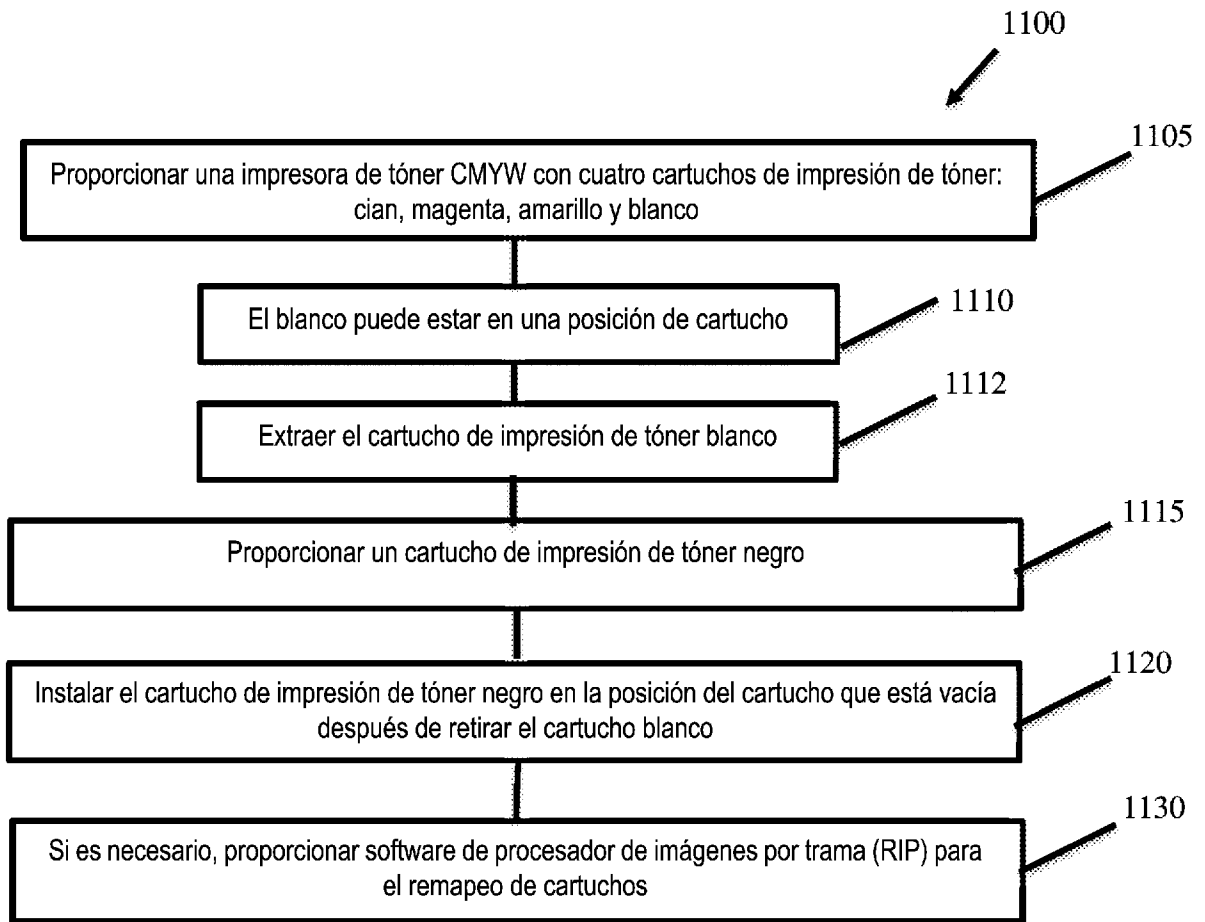 1100
1105
Proporcionar una impresora de tóner CMYW con cuatro cartuchos de impresión de tóner:
cian, magenta, amarillo y blanco
1110
El blanco puede estar en una posición de cartucho
1112
Extraer el cartucho de impresión de tóner blanco
1115
Proporcionar un cartucho de impresión de tóner negro
1120
Instalar el cartucho de impresión de tóner negro en la posición del cartucho que está vacía
después de retirar el cartucho blanco
1130
Si es necesario, proporcionar software de procesador de imágenes por trama (RIP) para
el remapeo de cartuchos